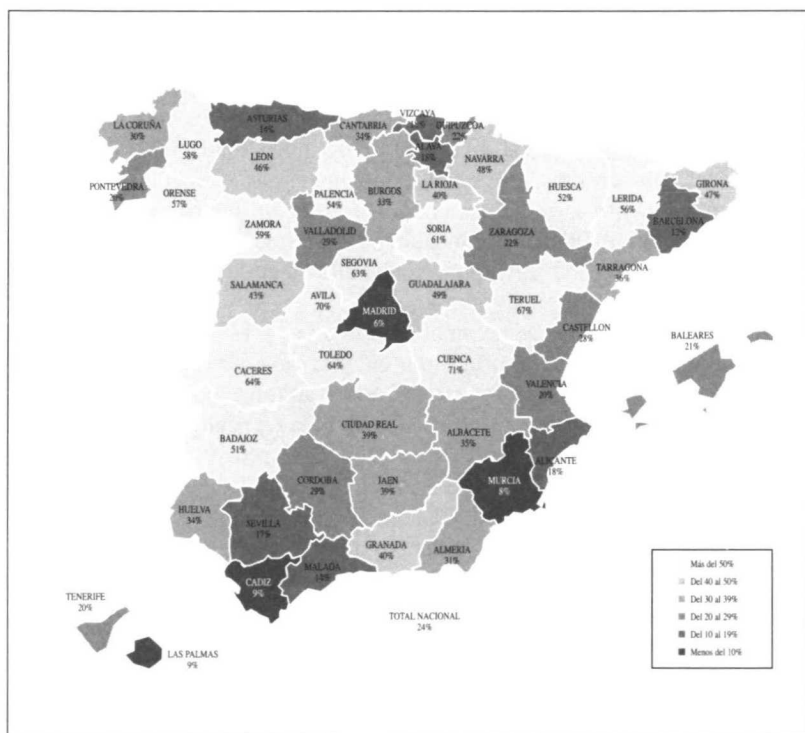 LA CORUÑA
30%
ASTURIAS
CANTABRIA
34%
VIZCAYA
GUIPUZCOA
22%
ALAVA
LUGO
58%
LEON
46%
NAVARRA
48%
PONTEVEDRA
ORENSE
57%
PALENCIA
54%
BURGOS
33%
LA RIOJA
40%
HUESCA
52%
LERIDA
56%
GIRONA
47%
BARCELONA
ZAMORA
59%
VALLADOLID
29%
SORIA
61%
ZARAGOZA
22%
TARRAGONA
36%
SEGOVIA
63%
SALAMANCA
43%
AVILA
70%
MADRID
6%
GUADALAJARA
49%
TERUEL
67%
CASTELLON
28%
BALEARES
21%
CACERES
64%
TOLEDO
64%
CUENCA
71%
VALENCIA
20%
CIUDAD REAL
39%
ALBACETE
35%
BADAJOZ
51%
ALICANTE
18%
CORDOBA
29%
JAEN
39%
MURCIA
8%
HUELVA
34%
SEVILLA
17%
GRANADA
40%
ALMERIA
31%
MALAGA
CADIZ
9%
TENERIFE
20%
LAS PALMAS
9%
TOTAL NACIONAL
24%
Más del 50%
Del 40 al 50%
Del 30 al 39%
Del 20 al 29%
Del 10 al 19%
Menos del 10%